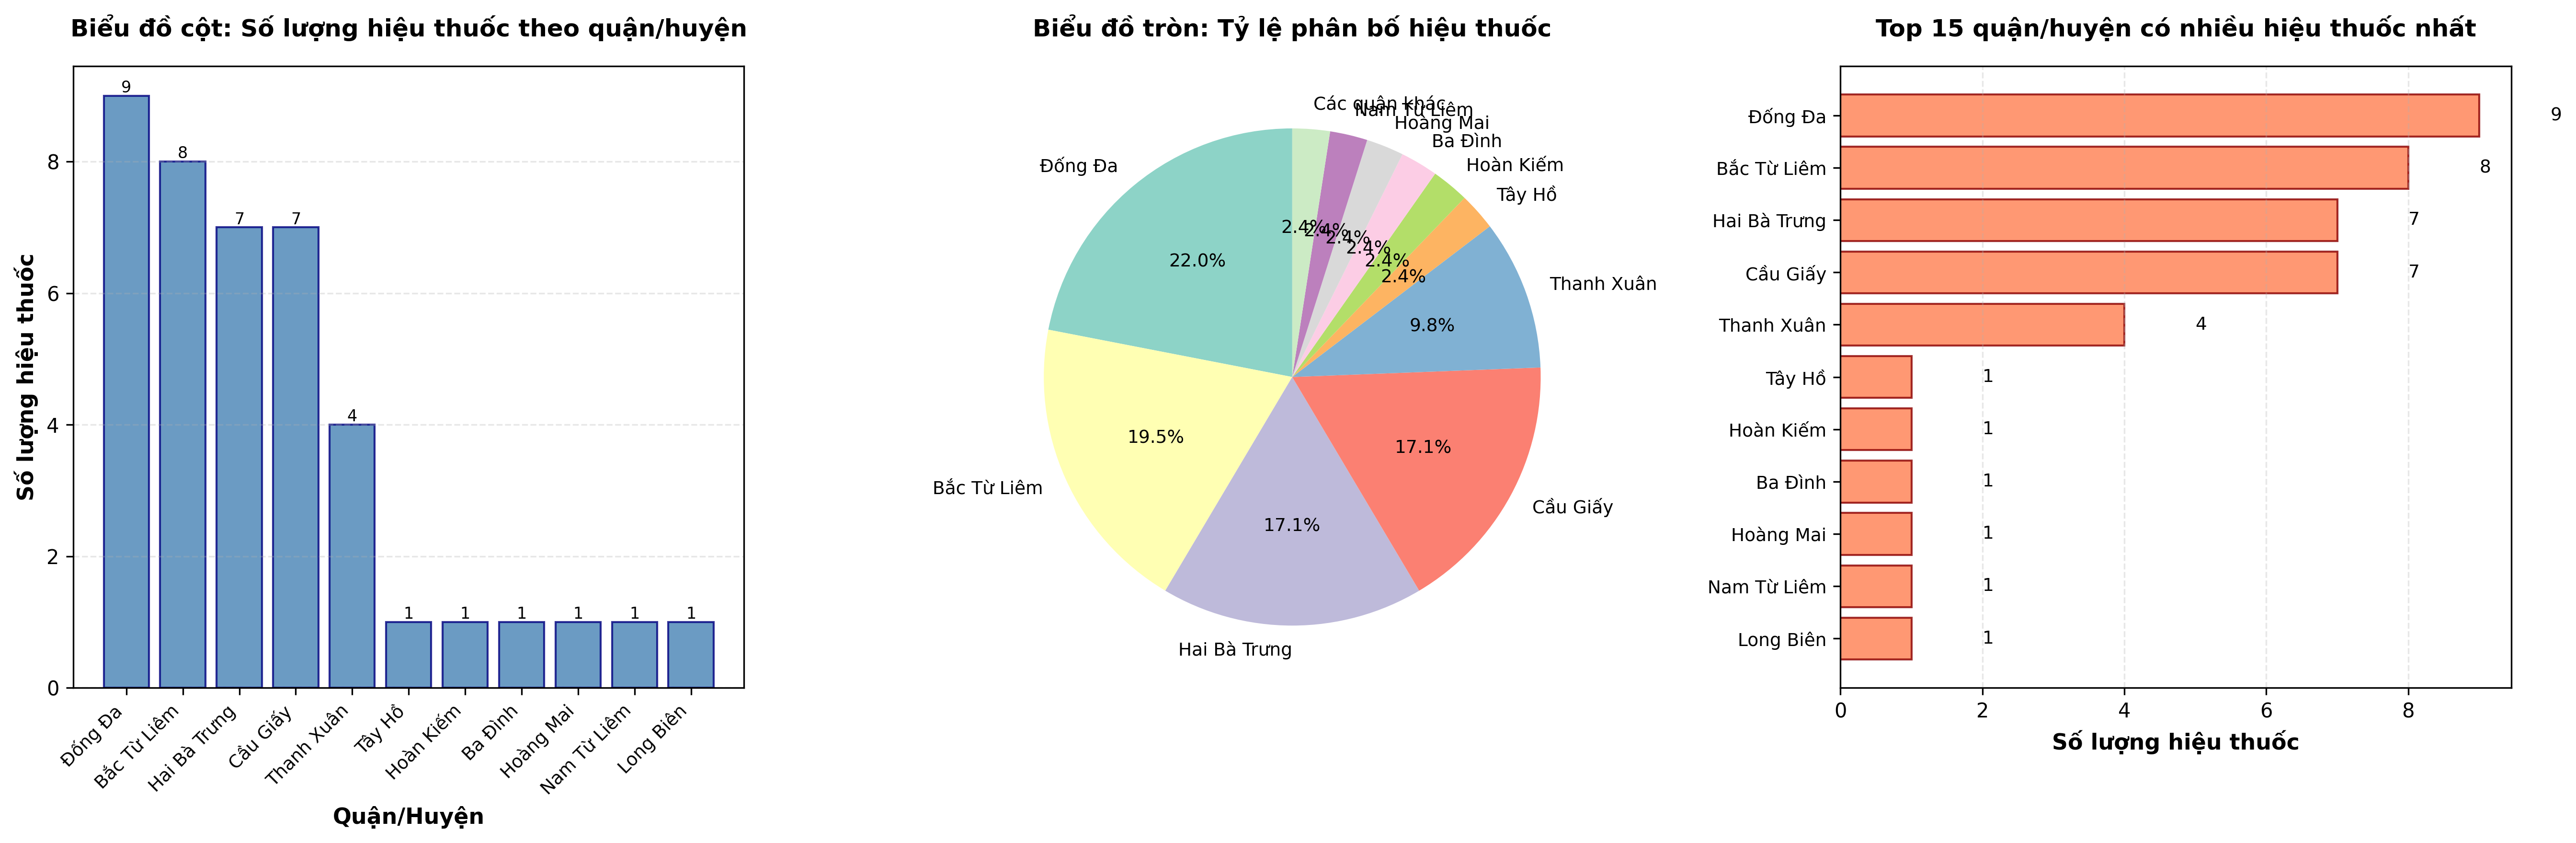 Biểu đồ cột: Số lượng hiệu thuốc theo quận/huyện
Số lượng hiệu thuốc
8
6
4
2
0
9
8
7
7
4
1
1
1
1
1
1
Đống Đa
Bắc Từ Liêm
Hai Bà Trưng
Cầu Giấy
Thanh Xuân
Tây Hồ
Hoàn Kiếm
Ba Đình
Hoàng Mai
Nam Từ Liêm
Long Biên
Quận/Huyện
Biểu đồ tròn: Tỷ lệ phân bố hiệu thuốc
Các quận khác
Nam Từ Liêm
Hoàng Mai
Ba Đình
Hoàn Kiếm
Tây Hồ
Đống Đa
Thanh Xuân
Bắc Từ Liêm
Cầu Giấy
Hai Bà Trưng
2.4%
2.4%
2.4%
2.4%
2.4%
2.4%
22.0%
9.8%
19.5%
17.1%
17.1%
Top 15 quận/huyện có nhiều hiệu thuốc nhất
Đống Đa 9
Bắc Từ Liêm 8
Hai Bà Trưng 7
Cầu Giấy 7
Thanh Xuân 4
Tây Hồ 1
Hoàn Kiếm 1
Ba Đình 1
Hoàng Mai 1
Nam Từ Liêm 1
Long Biên 1
0 2 4 6 8
Số lượng hiệu thuốc